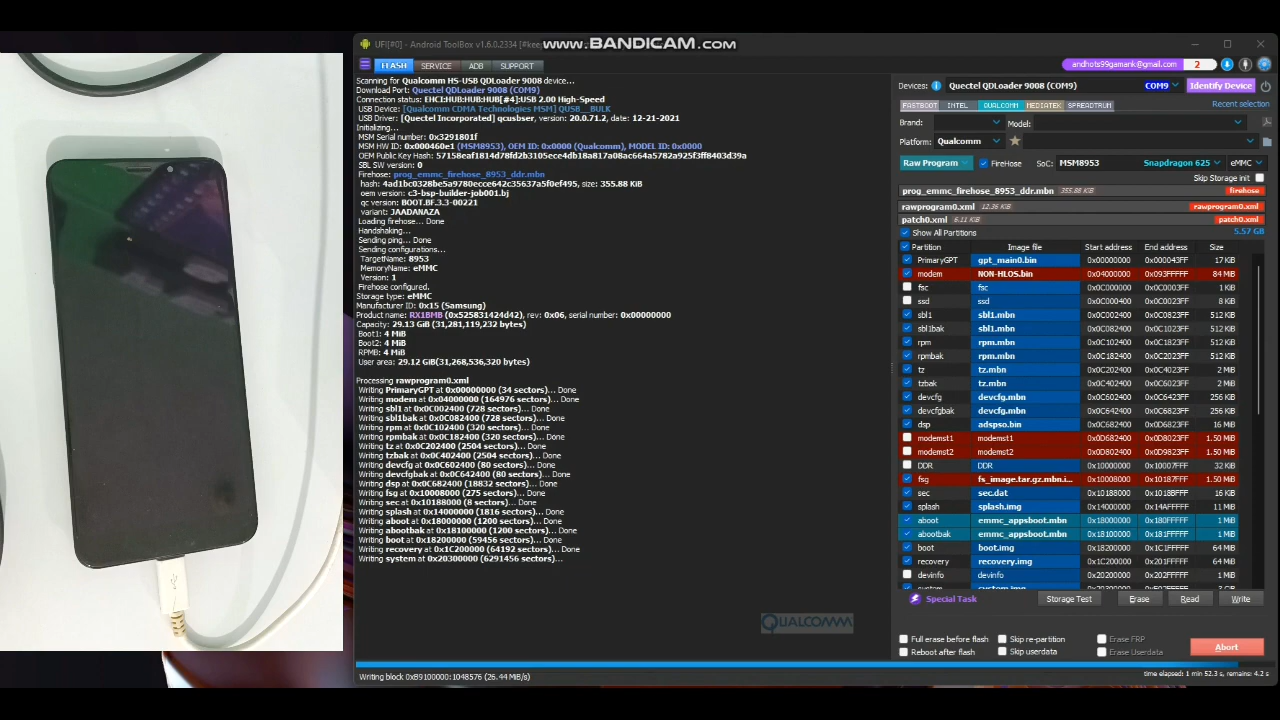 UFI[#0] - Android ToolBox v1.6.0.2334 [#kee
www.BANDICAM.com
FLASH SERVICE ADB SUPPORT
andhots99gamank@gmail.com 2
Scanning for Qualcomm HS-USB QDLoader 9008 device...
Download Port: Quectel QDLoader 9008 (COM9)
Connection status: EHCI:HUB:HUB:HUB[#4]:USB 2.00 High-Speed
USB Device: [Qualcomm CDMA Technologies MSM] QUSB__BULK
USB Driver: [Quectel Incorporated] qcusbser, version: 20.0.71.2, date: 12-21-2021
Initializing...
MSM Serial number: 0x3291801f
MSM HW ID: 0x000460e1 (MSM8953), OEM ID: 0x0000 (Qualcomm), MODEL ID: 0x0000
OEM Public Key Hash: 57158eaf1814d78fd2b3105ece4db18a817a08ac664a5782a925f3ff8403d39a
SBL SW version: 0
Firehose: prog_emmc_firehose_8953_ddr.mbn
hash: 4ad1bc0328be5a9780ecce642c35637a5f0ef495, size: 355.88 KiB
oem version: c3-bsp-builder-job001.bj
qc version: BOOT.BF.3.3-00221
variant: JAADANAZA
Loading firehose... Done
Handshaking...
Sending ping... Done
Sending configurations...
TargetName: 8953
MemoryName: eMMC
Version: 1
Firehose configured.
Storage type: eMMC
Manufacturer ID: 0x15 (Samsung)
Product name: RX1BMB (0x525831424d42), rev: 0x06, serial number: 0x00000000
Capacity: 29.13 GiB (31,281,119,232 bytes)
Boot1: 4 MiB
Boot2: 4 MiB
RPMB: 4 MiB
User area: 29.12 GiB(31,268,536,320 bytes)
Processing rawprogram0.xml
Writing PrimaryGPT at 0x00000000 (34 sectors)... Done
Writing modem at 0x04000000 (164976 sectors)... Done
Writing sbl1 at 0x0C002400 (728 sectors)... Done
Writing sbl1bak at 0x0C082400 (728 sectors)... Done
Writing rpm at 0x0C102400 (320 sectors)... Done
Writing rpmbak at 0x0C182400 (320 sectors)... Done
Writing tz at 0x0C202400 (2504 sectors)... Done
Writing tzbak at 0x0C402400 (2504 sectors)... Done
Writing devcfg at 0x0C602400 (80 sectors)... Done
Writing devcfgbak at 0x0C642400 (80 sectors)... Done
Writing dsp at 0x0C682400 (18832 sectors)... Done
Writing fsg at 0x10008000 (275 sectors)... Done
Writing sec at 0x10188000 (8 sectors)... Done
Writing splash at 0x14000000 (1816 sectors)... Done
Writing aboot at 0x18000000 (1200 sectors)... Done
Writing abootbak at 0x18100000 (1200 sectors)... Done
Writing boot at 0x18200000 (59456 sectors)... Done
Writing recovery at 0x1C200000 (64192 sectors)... Done
Writing system at 0x20300000 (6291456 sectors)...
QUALCOMM
Writing block 0xB9100000:1048576 (26.44 MiB/s)
Devices: Quectel QDLoader 9008 (COM9) COM9 Identify Device
FASTBOOT INTEL QUALCOMM MEDIATEK SPREADTRUM Recent selection
Brand: Model:
Platform: Qualcomm
Raw Program FireHose SoC: MSM8953 Snapdragon 625 eMMC
Skip Storage init
prog_emmc_firehose_8953_ddr.mbn 355.88 KiB firehose
rawprogram0.xml 12.36 KiB rawprogram0.xml
patch0.xml 6.11 KiB patch0.xml
Show All Partitions 5.57 GB
Partition Image file Start address End address Size
PrimaryGPT gpt_main0.bin 0x00000000 0x000043FF 17 KiB
modem NON-HLOS.bin 0x04000000 0x093FFFFF 84 MiB
fsc fsc 0x0C000000 0x0C0003FF 1 KiB
ssd ssd 0x0C000400 0x0C0023FF 8 KiB
sbl1 sbl1.mbn 0x0C002400 0x0C0823FF 512 KiB
sbl1bak sbl1.mbn 0x0C082400 0x0C1023FF 512 KiB
rpm rpm.mbn 0x0C102400 0x0C1823FF 512 KiB
rpmbak rpm.mbn 0x0C182400 0x0C2023FF 512 KiB
tz tz.mbn 0x0C202400 0x0C4023FF 2 MiB
tzbak tz.mbn 0x0C402400 0x0C6023FF 2 MiB
devcfg devcfg.mbn 0x0C602400 0x0C6423FF 256 KiB
devcfgbak devcfg.mbn 0x0C642400 0x0C6823FF 256 KiB
dsp adspso.bin 0x0C682400 0x0D6823FF 16 MiB
modemst1 modemst1 0x0D682400 0x0D8023FF 1.50 MiB
modemst2 modemst2 0x0D802400 0x0D9823FF 1.50 MiB
DDR DDR 0x10000000 0x10007FFF 32 KiB
fsg fs_image.tar.gz.mbn.i... 0x10008000 0x10187FFF 1.50 MiB
sec sec.dat 0x10188000 0x1018BFFF 16 KiB
splash splash.img 0x14000000 0x14AFFFFF 11 MiB
aboot emmc_appsboot.mbn 0x18000000 0x180FFFFF 1 MiB
abootbak emmc_appsboot.mbn 0x18100000 0x181FFFFF 1 MiB
boot boot.img 0x18200000 0x1C1FFFFF 64 MiB
recovery recovery.img 0x1C200000 0x201FFFFF 64 MiB
devinfo devinfo 0x20200000 0x202FFFFF 1 MiB
system system.img 0x20300000
Special Task Storage Test Erase Read Write
Full erase before flash Skip re-partition Erase FRP
Reboot after flash Skip userdata Erase Userdata
Abort
time elapsed: 1 min 52.3 s, remains: 4.2 s